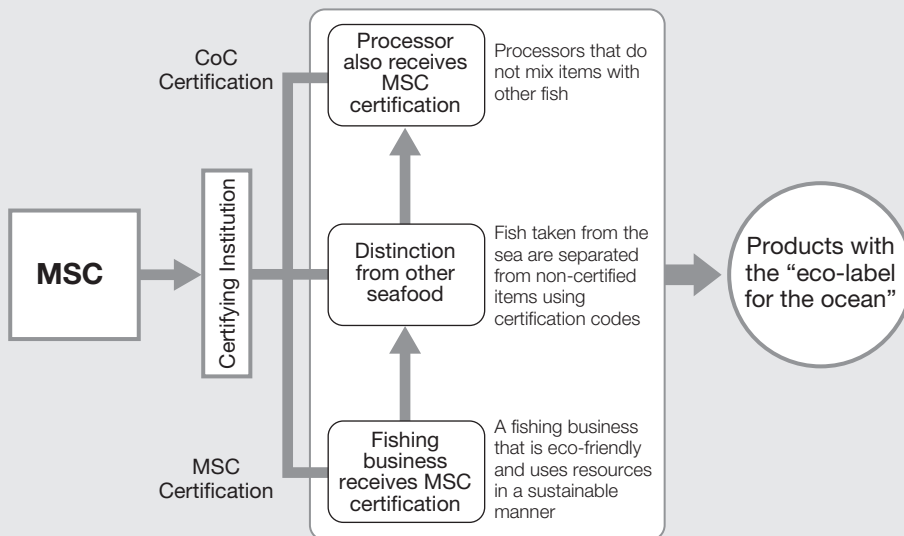 MSC
Certifying Institution
CoC
Certification
MSC
Certification
Processor
also receives
MSC
certification
Processors that do
not mix items with
other fish
Distinction
from other
seafood
Fish taken from the
sea are separated
from non-certified
items using
certification codes
Fishing
business
receives MSC
certification
A fishing business
that is eco-friendly
and uses resources
in a sustainable
manner
Products with
the “eco-label
for the ocean”